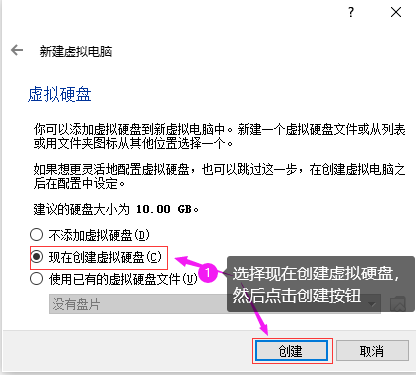 新建虚拟电脑
虚拟硬盘
你可以添加虚拟硬盘到新虚拟电脑中。新建一个虚拟硬盘文件或从列表
或用文件夹图标从其他位置选择一个。
如果想更灵活地配置虚拟硬盘，也可以跳过这一步，在创建虚拟电脑之
后在配置中设定。
建议的硬盘大小为 10.00 GB。
不添加虚拟硬盘(D)
现在创建虚拟硬盘(C)
使用已有的虚拟硬盘文件(U)
1
选择现在创建虚拟硬盘，
然后点击创建按钮
没有盘片
创建
取消